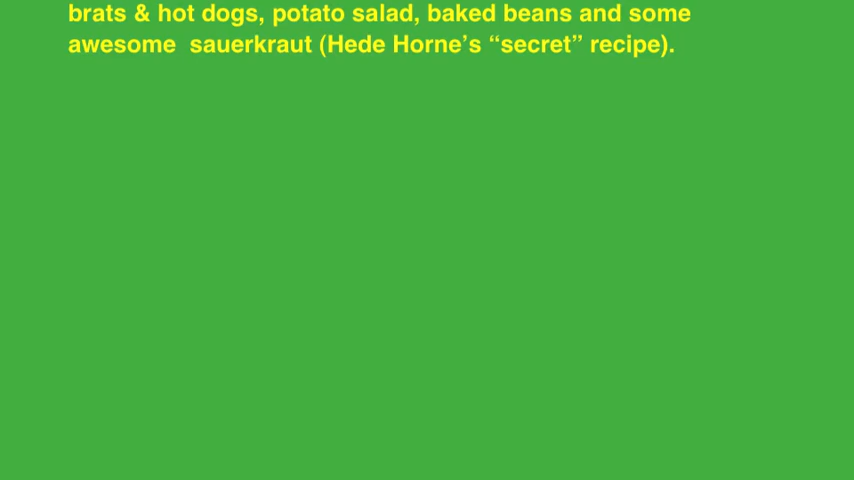 brats & hot dogs, potato salad, baked beans and some
awesome  sauerkraut (Hede Horne’s “secret” recipe).